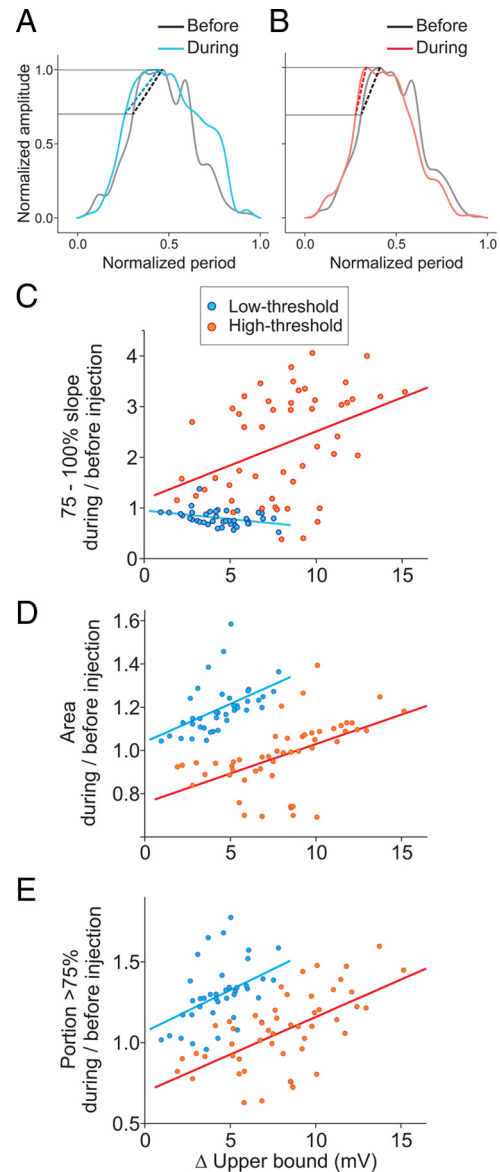 A
Before
During
B
Before
During
Normalized amplitude
1.0
0.5
0.0
0.0
0.5
1.0
Normalized period
0.0
0.5
1.0
Normalized period
C
Low-threshold
High-threshold
75 - 100% slope
during / before injection
4
3
2
1
0
0
5
10
15
D
Area
during / before injection
1.6
1.4
1.2
1.0
0.8
0
5
10
15
E
Portion >75%
during / before injection
1.5
1.0
0.5
0
5
10
15
Δ Upper bound (mV)